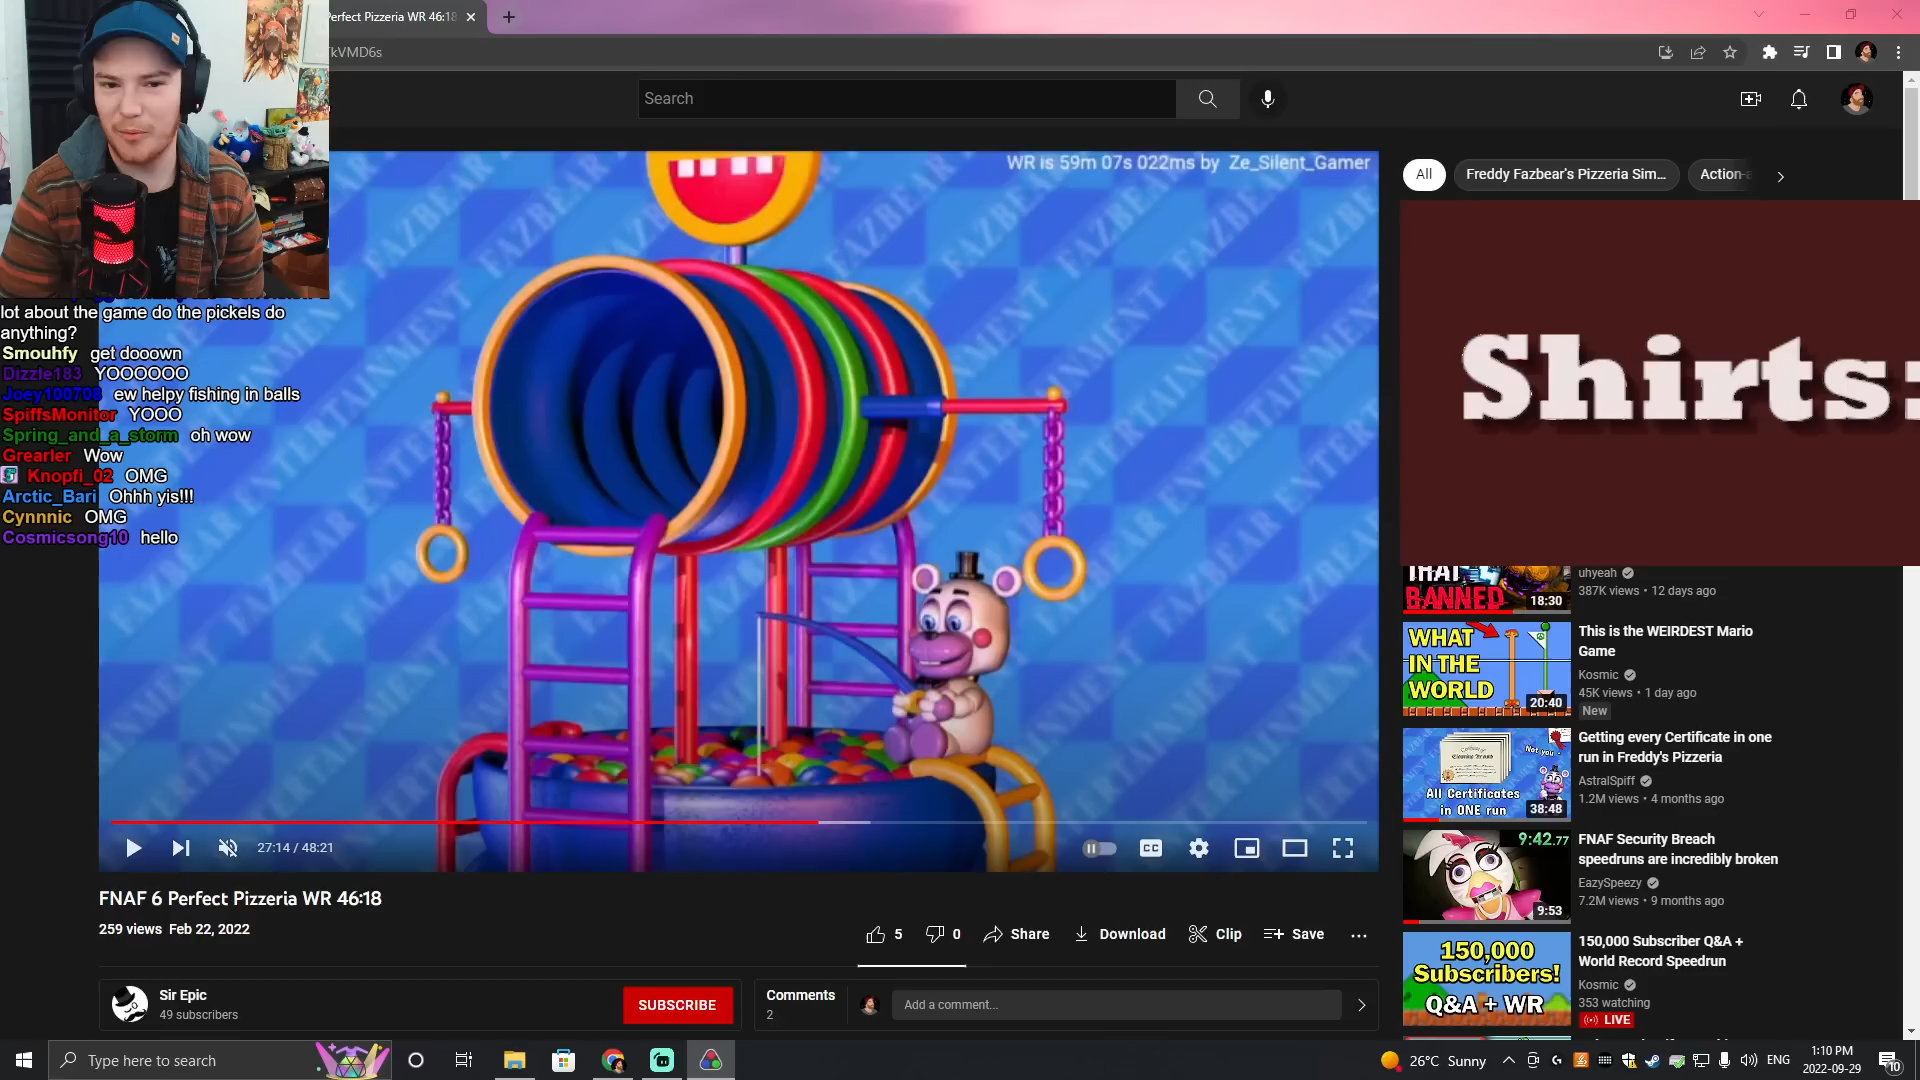 erfect Pizzeria WR 46:18
kVMD6s
Search
WR is 59m 07s 022ms by Ze_Silent_Gamer
All
Freddy Fazbear's Pizzeria Sim...
Action-a
Shirts:
lot about the game do the pickels do
anything?
Smouhfy get dooown
Dizzle183 YOOOOOO
Joey100708 ew helpy fishing in balls
SpiffsMonitor YOOO
Spring_and_a_storm oh wow
Grearler Wow
Knopfi_02 OMG
Arctic_Bari Ohhh yis!!!
Cynnnic OMG
Cosmicsong10 hello
FAZBEAR ENTERTAINMENT
27:14 / 48:21
CC
FNAF 6 Perfect Pizzeria WR 46:18
259 views Feb 22, 2022
5
0
Share
Download
Clip
Save
Sir Epic
49 subscribers
SUBSCRIBE
Comments
2
Add a comment...
THAT
BANNED
18:30
uhyeah
387K views • 12 days ago
WHAT
IN THE
WORLD
20:40
This is the WEIRDEST Mario
Game
Kosmic
45K views • 1 day ago
New
Not you.
All Certificates
in ONE run
38:48
Getting every Certificate in one
run in Freddy's Pizzeria
AstralSpiff
1.2M views • 4 months ago
9:42.77
9:53
FNAF Security Breach
speedruns are incredibly broken
EazySpeezy
7.2M views • 9 months ago
150,000
Subscribers!
Q&A + WR
150,000 Subscriber Q&A +
World Record Speedrun
Kosmic
353 watching
LIVE
Type here to search
26°C Sunny
ENG
1:10 PM
2022-09-29
10